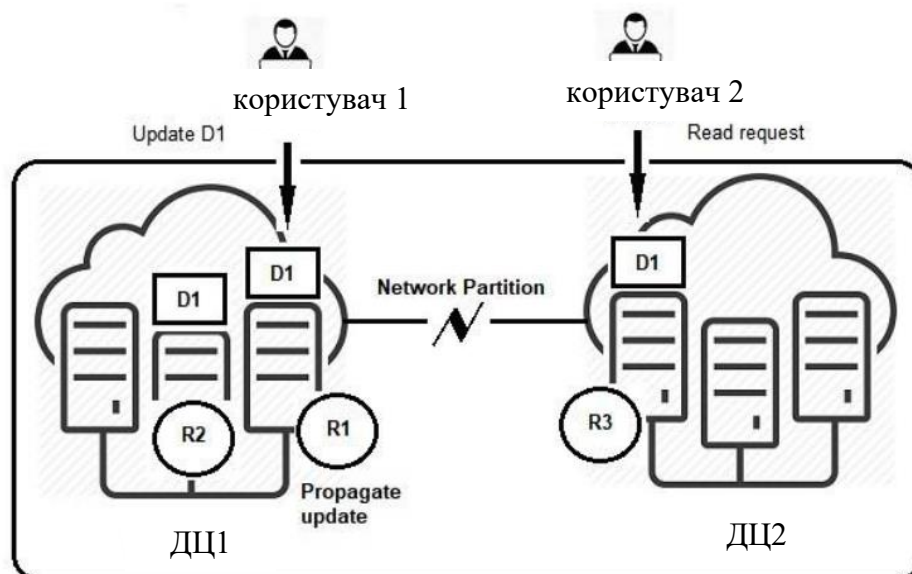 користувач 1
користувач 2
Update D1
Read request
D1
D1
D1
Network Partition
R2
R1
R3
Propagate
update
ДЦ1
ДЦ2